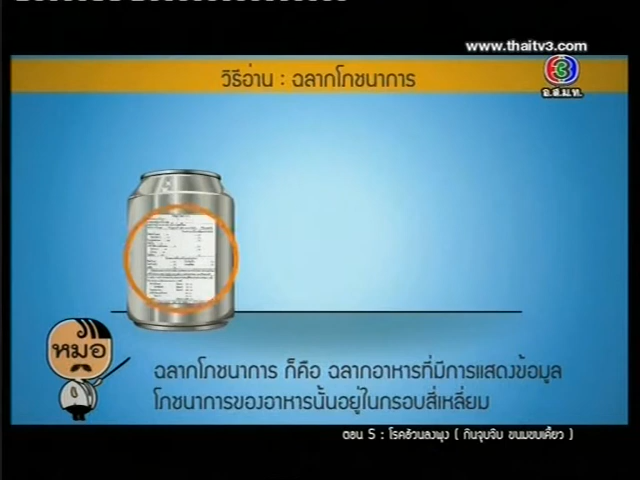 www.thaitv3.com
วิธีอ่าน : ฉลากโภชนาการ
3
อ.ส.ม.ท.
หมอ
ฉลากโภชนาการ ก็คือ ฉลากอาหารที่มีการแสดงข้อมูล
โภชนาการของอาหารนั้นอยู่ในกรอบสี่เหลี่ยม
ตอน 5 : โรคอ้วนลงพุง ( กินจุบจิบ ขนมขบเคี้ยว )